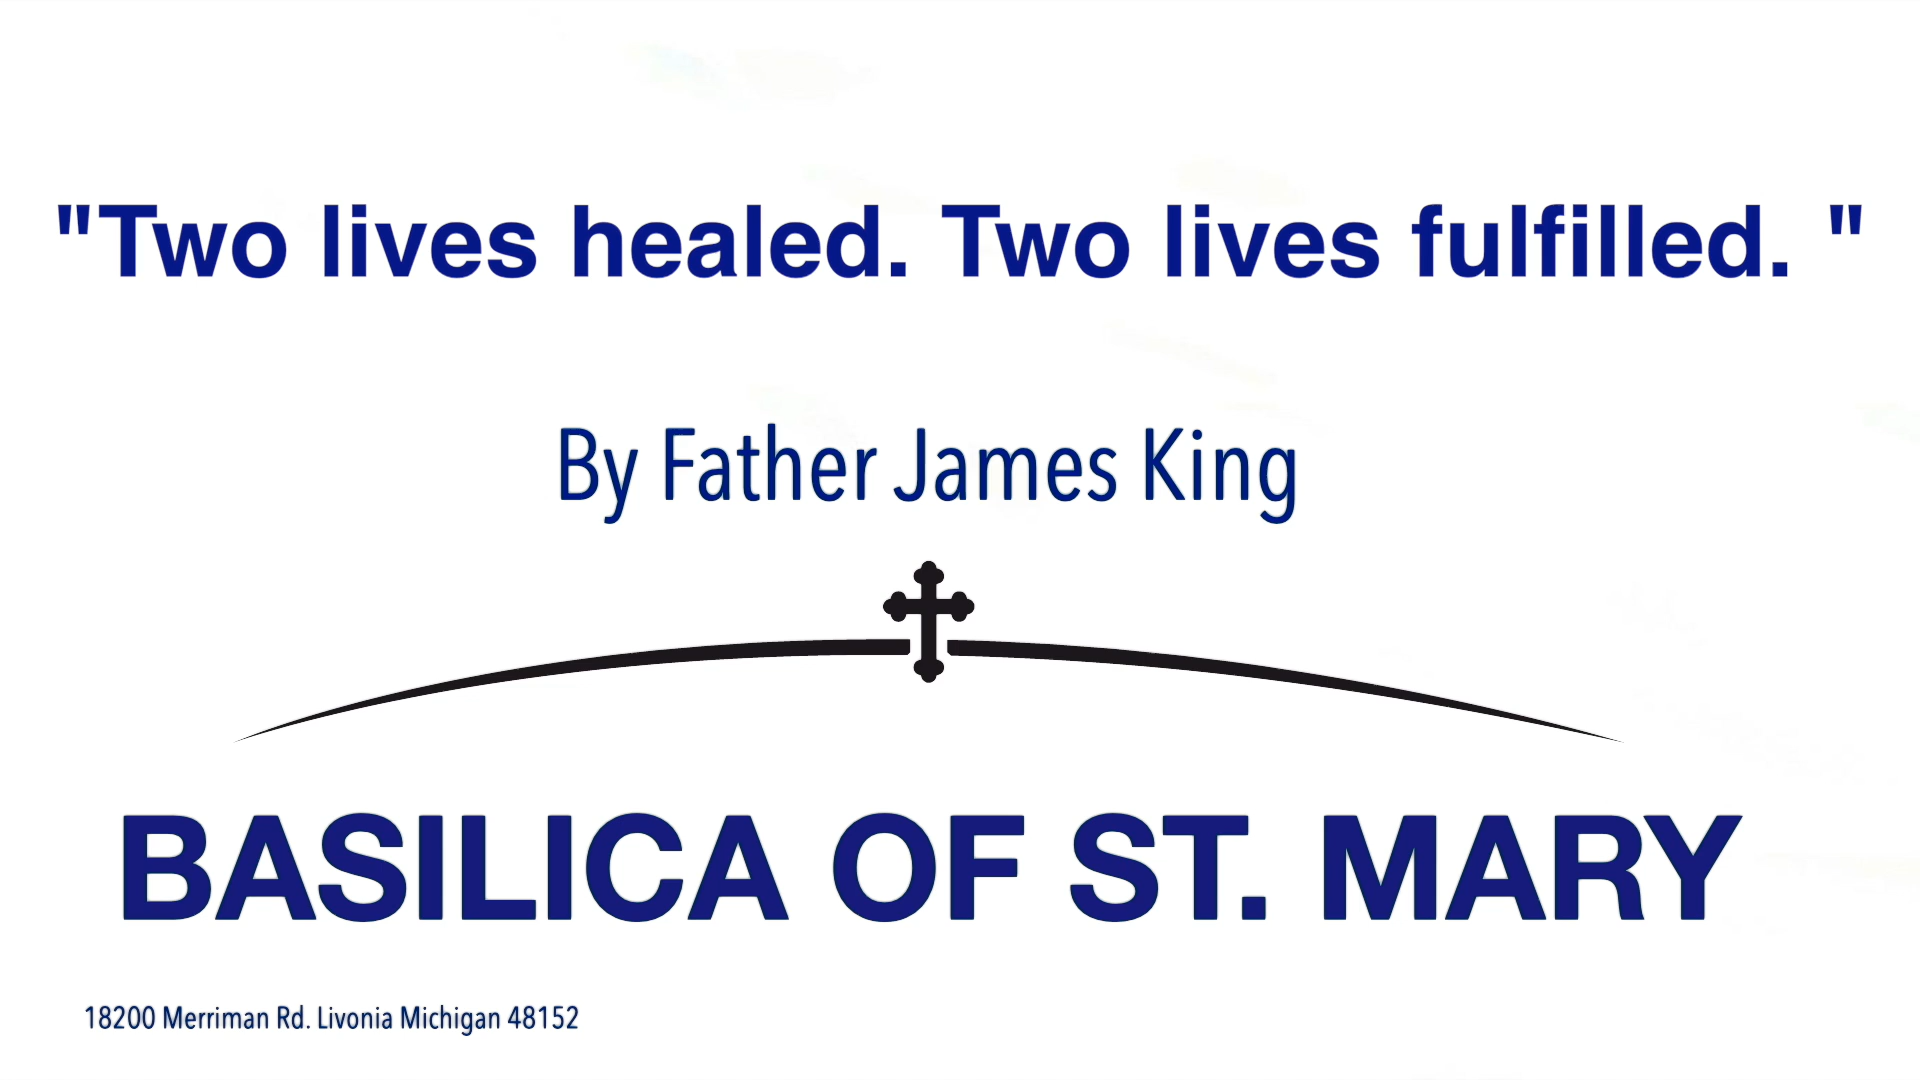 "Two lives healed. Two lives fulfilled. "
By Father James King
BASILICA OF ST. MARY
18200 Merriman Rd. Livonia Michigan 48152